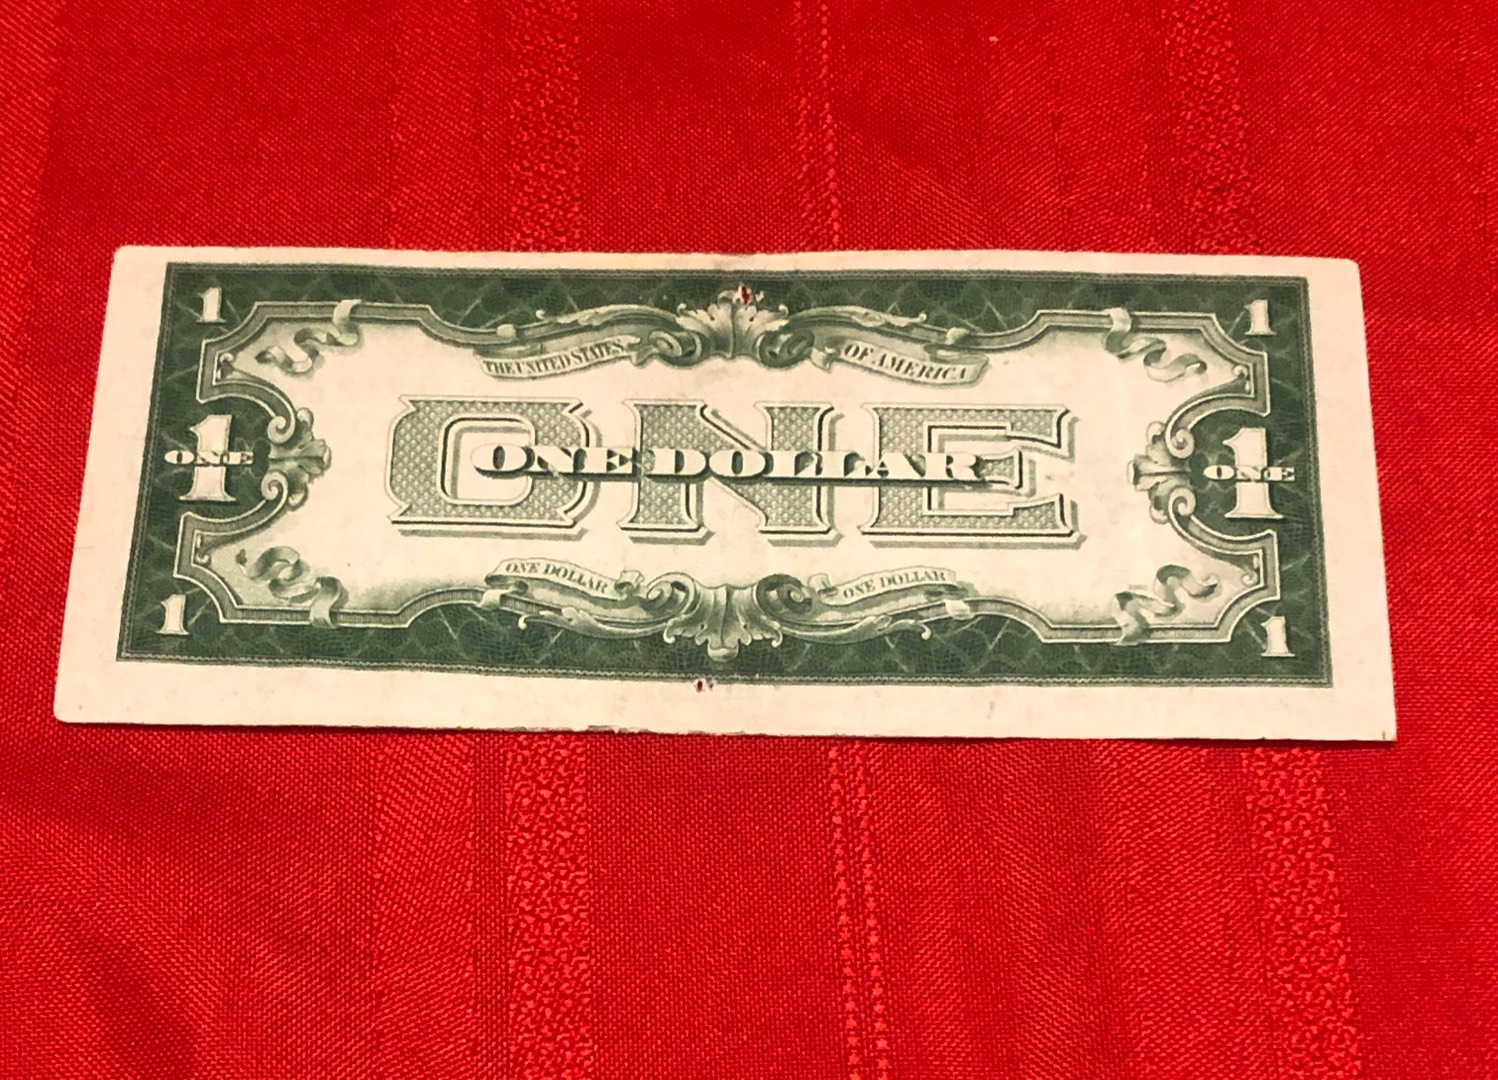 1 1
THE UNITED STATES OF AMERICA
ONE
1
ONE
ONE DOLLAR
1
ONE
ONE DOLLAR ONE DOLLAR
1 1